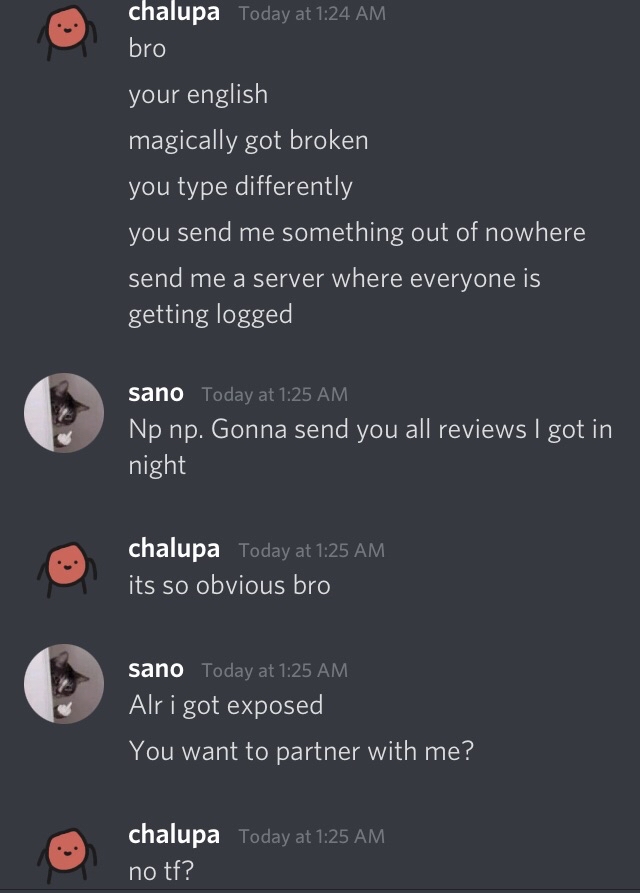 chalupa Today at 1:24 AM
bro
your english
magically got broken
you type differently
you send me something out of nowhere
send me a server where everyone is
getting logged
sano Today at 1:25 AM
Np np. Gonna send you all reviews I got in
night
chalupa Today at 1:25 AM
its so obvious bro
sano Today at 1:25 AM
Alr i got exposed
You want to partner with me?
chalupa Today at 1:25 AM
no tf?